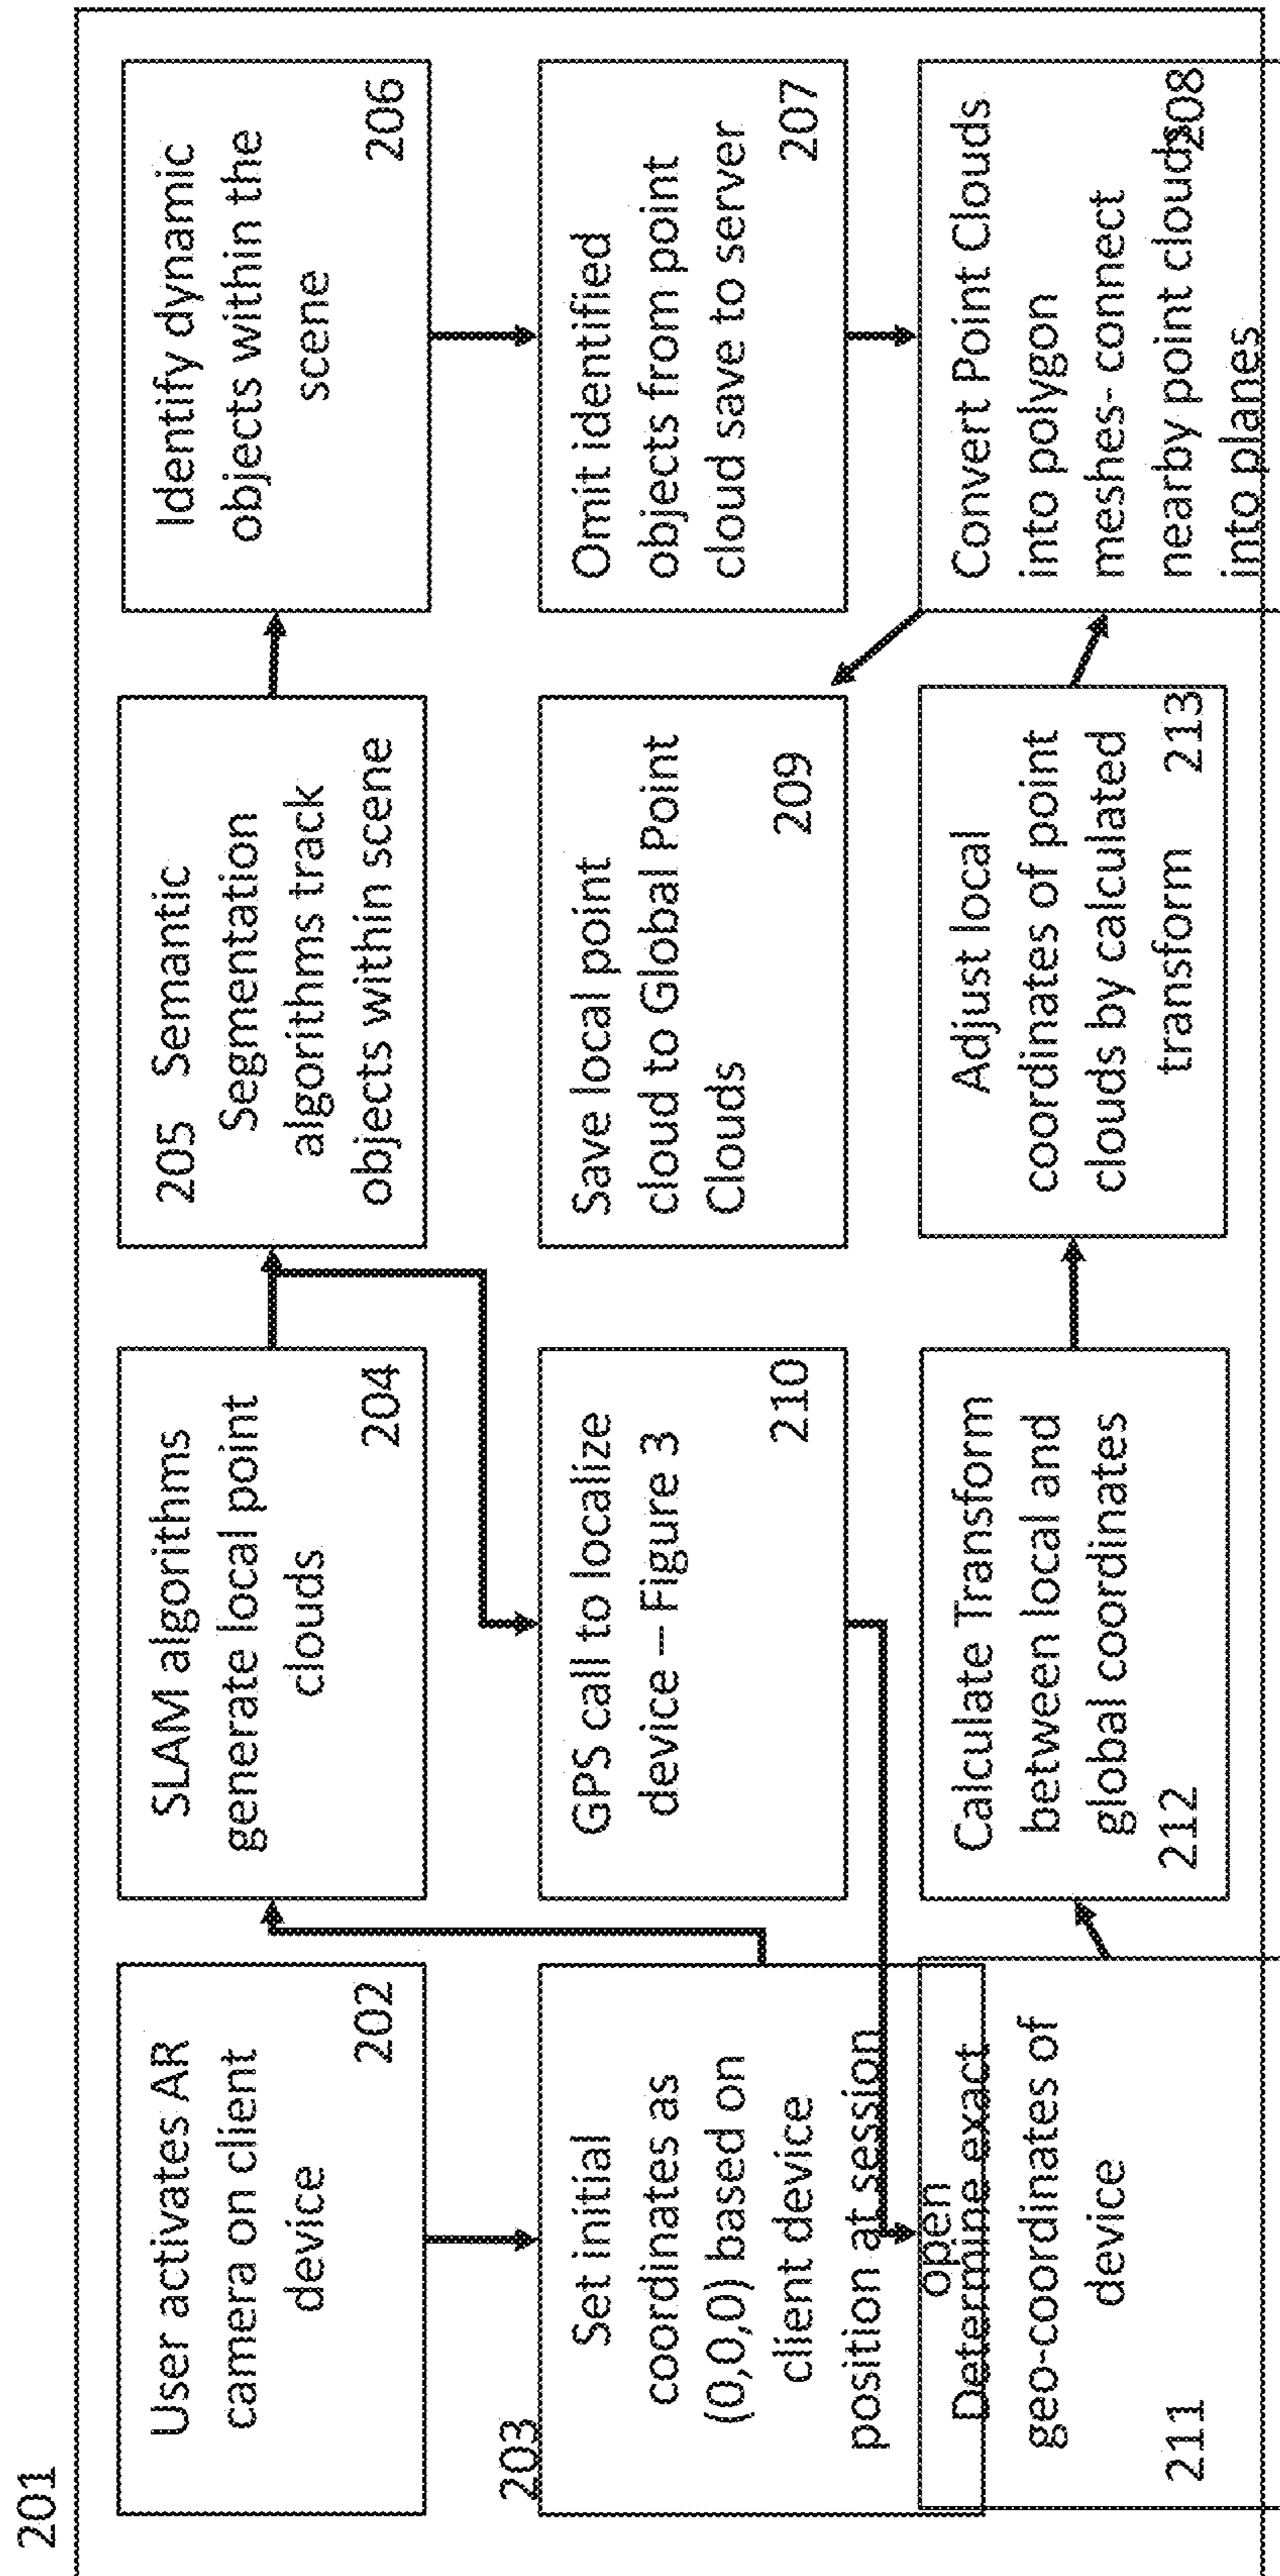 201
User activates AR
camera on client
device
202
203
Set initial
coordinates as
(0,0,0) based on
client device
position at session
open
SLAM algorithms
generate local point
clouds
204
205 Semantic
Segmentation
algorithms track
objects within scene
Identify dynamic
objects within the
scene
206
Omit identified
objects from point
cloud save to server
207
Convert Point Clouds
into polygon
meshes- connect
nearby point clouds
into planes
208
Save local point
cloud to Global Point
Clouds
209
GPS call to localize
device – Figure 3
210
Determine exact
geo-coordinates of
device
211
Calculate Transform
between local and
global coordinates
212
Adjust local
coordinates of point
clouds by calculated
transform 213